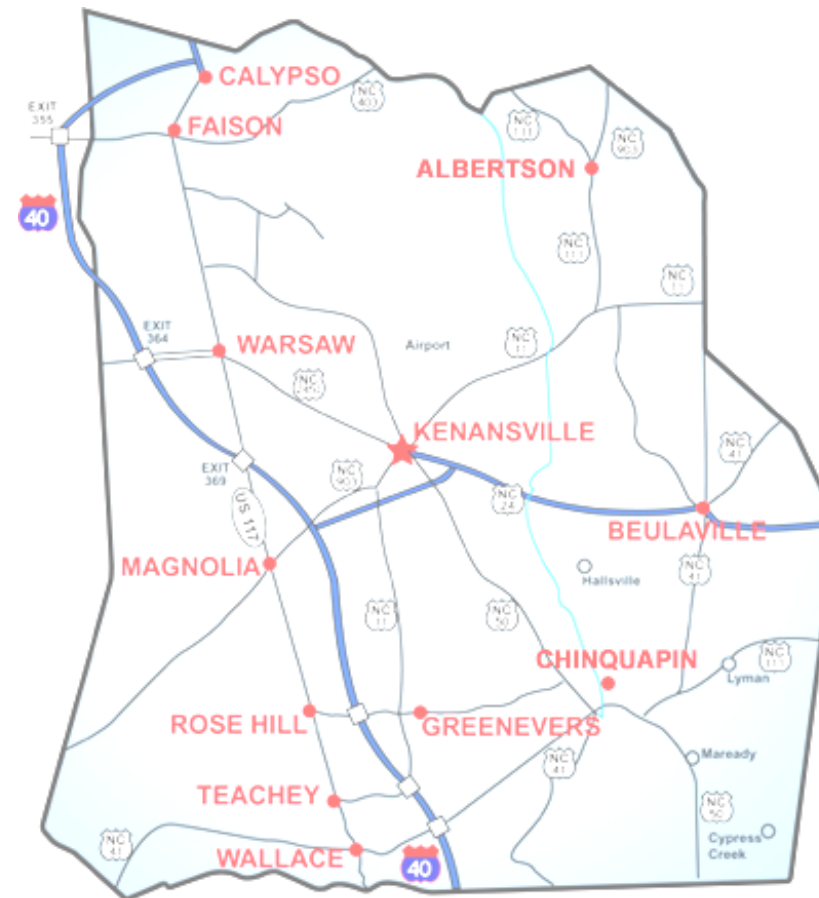 CALYPSO
NC
403
EXIT
355
FAISON
NC
111
NC
903
ALBERTSON
40
NC
111
NC
11
EXIT
364
WARSAW
Airport
NC
11
NC
KENANSVILLE
NC
41
EXIT
369
NC
903
NC
24
US 117
BEULAVILLE
MAGNOLIA
Hallsville
NC
41
NC
11
NC
50
CHINQUAPIN
NC
111
Lyman
ROSE HILL
GREENEVERS
Maready
NC
41
TEACHEY
NC
50
NC
41
WALLACE
40
Cypress
Creek